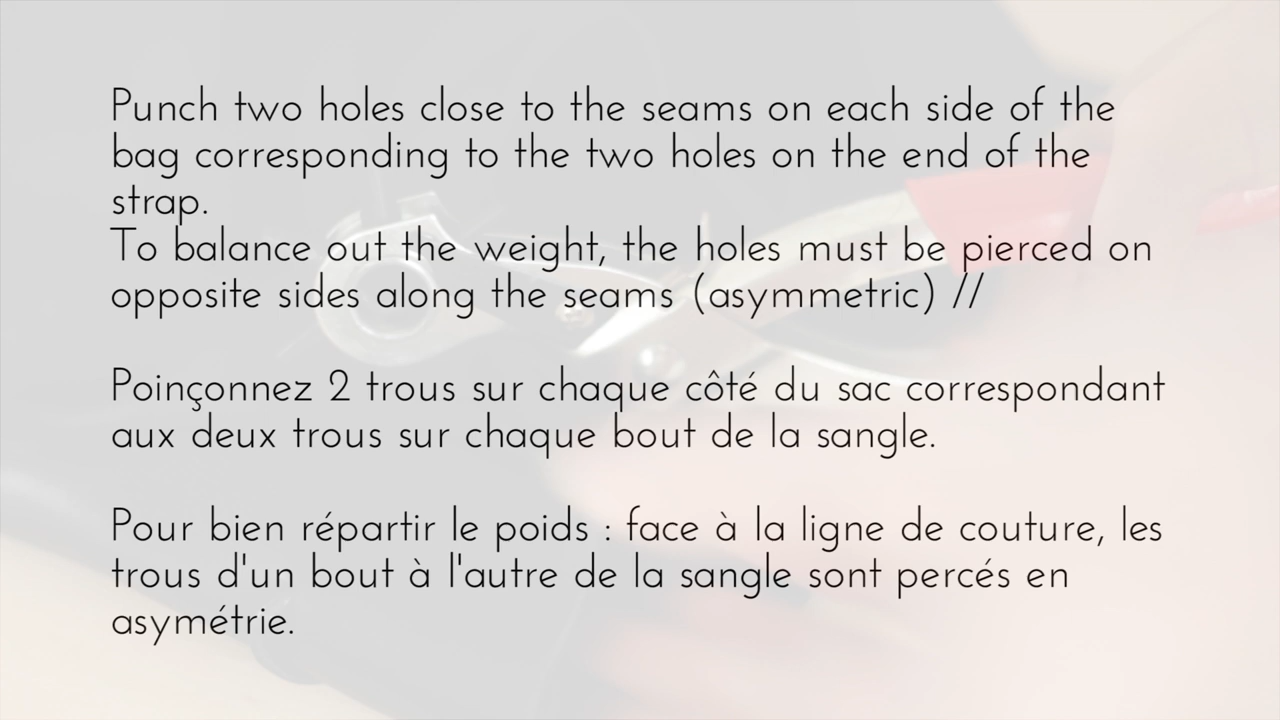 Punch two holes close to the seams on each side of the
bag corresponding to the two holes on the end of the
strap.
To balance out the weight, the holes must be pierced on
opposite sides along the seams (asymmetric) //
Poinçonnez 2 trous sur chaque côté du sac correspondant
aux deux trous sur chaque bout de la sangle.
Pour bien répartir le poids : face à la ligne de couture, les
trous d'un bout à l'autre de la sangle sont percés en
asymétrie.